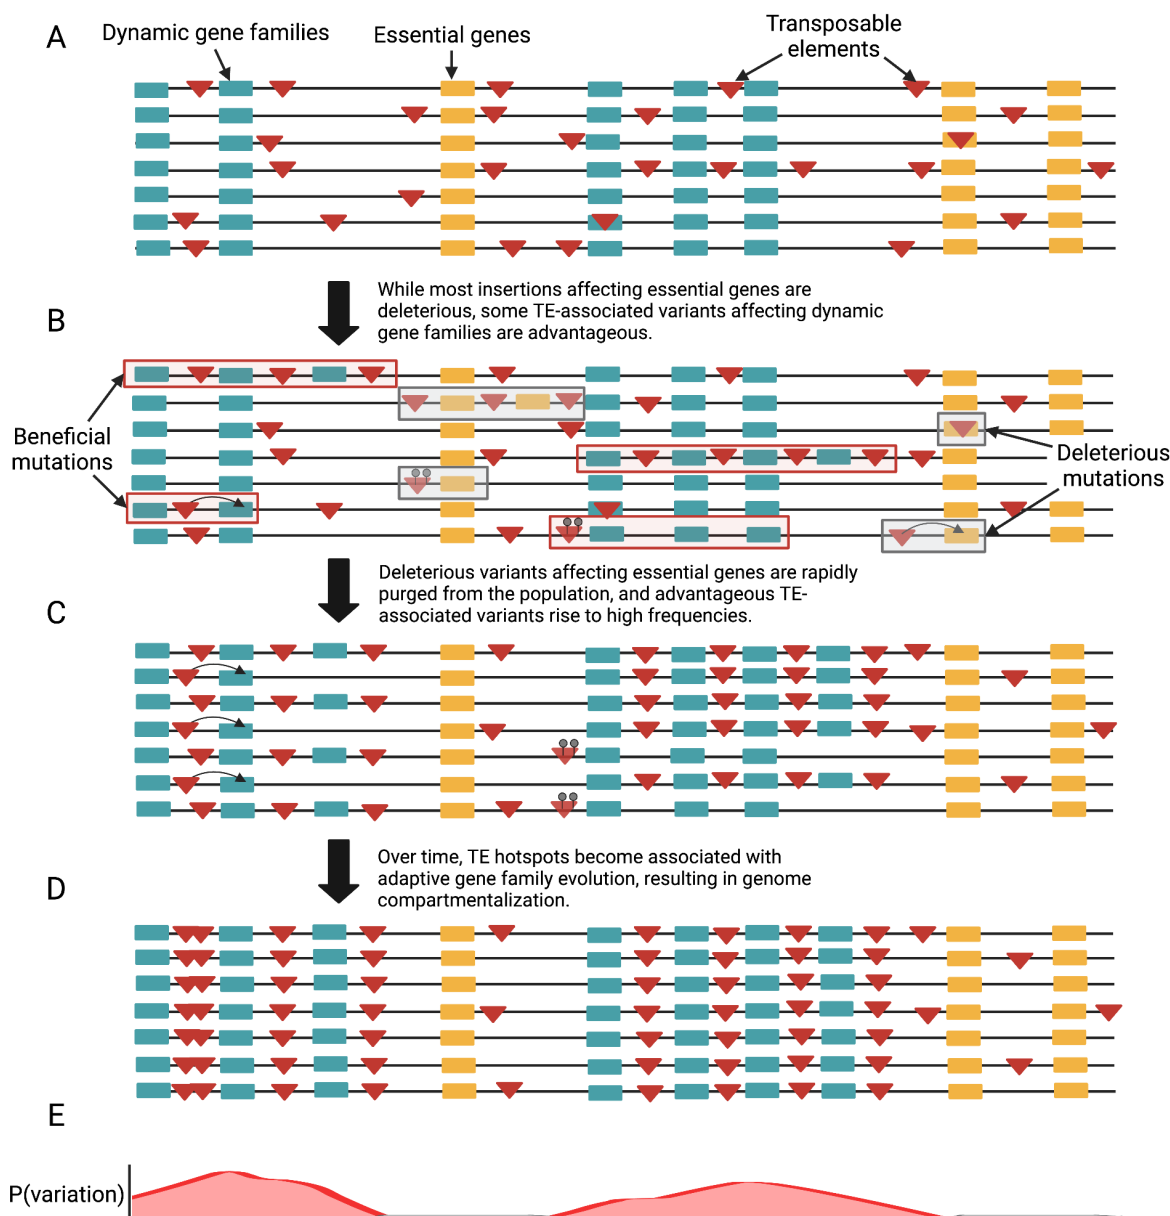 A
Dynamic gene families
Essential genes
Transposable
elements
While most insertions affecting essential genes are
deleterious, some TE-associated variants affecting dynamic
gene families are advantageous.
B
Beneficial
mutations
Deleterious
mutations
Deleterious variants affecting essential genes are rapidly
purged from the population, and advantageous TE-
associated variants rise to high frequencies.
C
Over time, TE hotspots become associated with
adaptive gene family evolution, resulting in genome
compartmentalization.
D
E
P(variation)